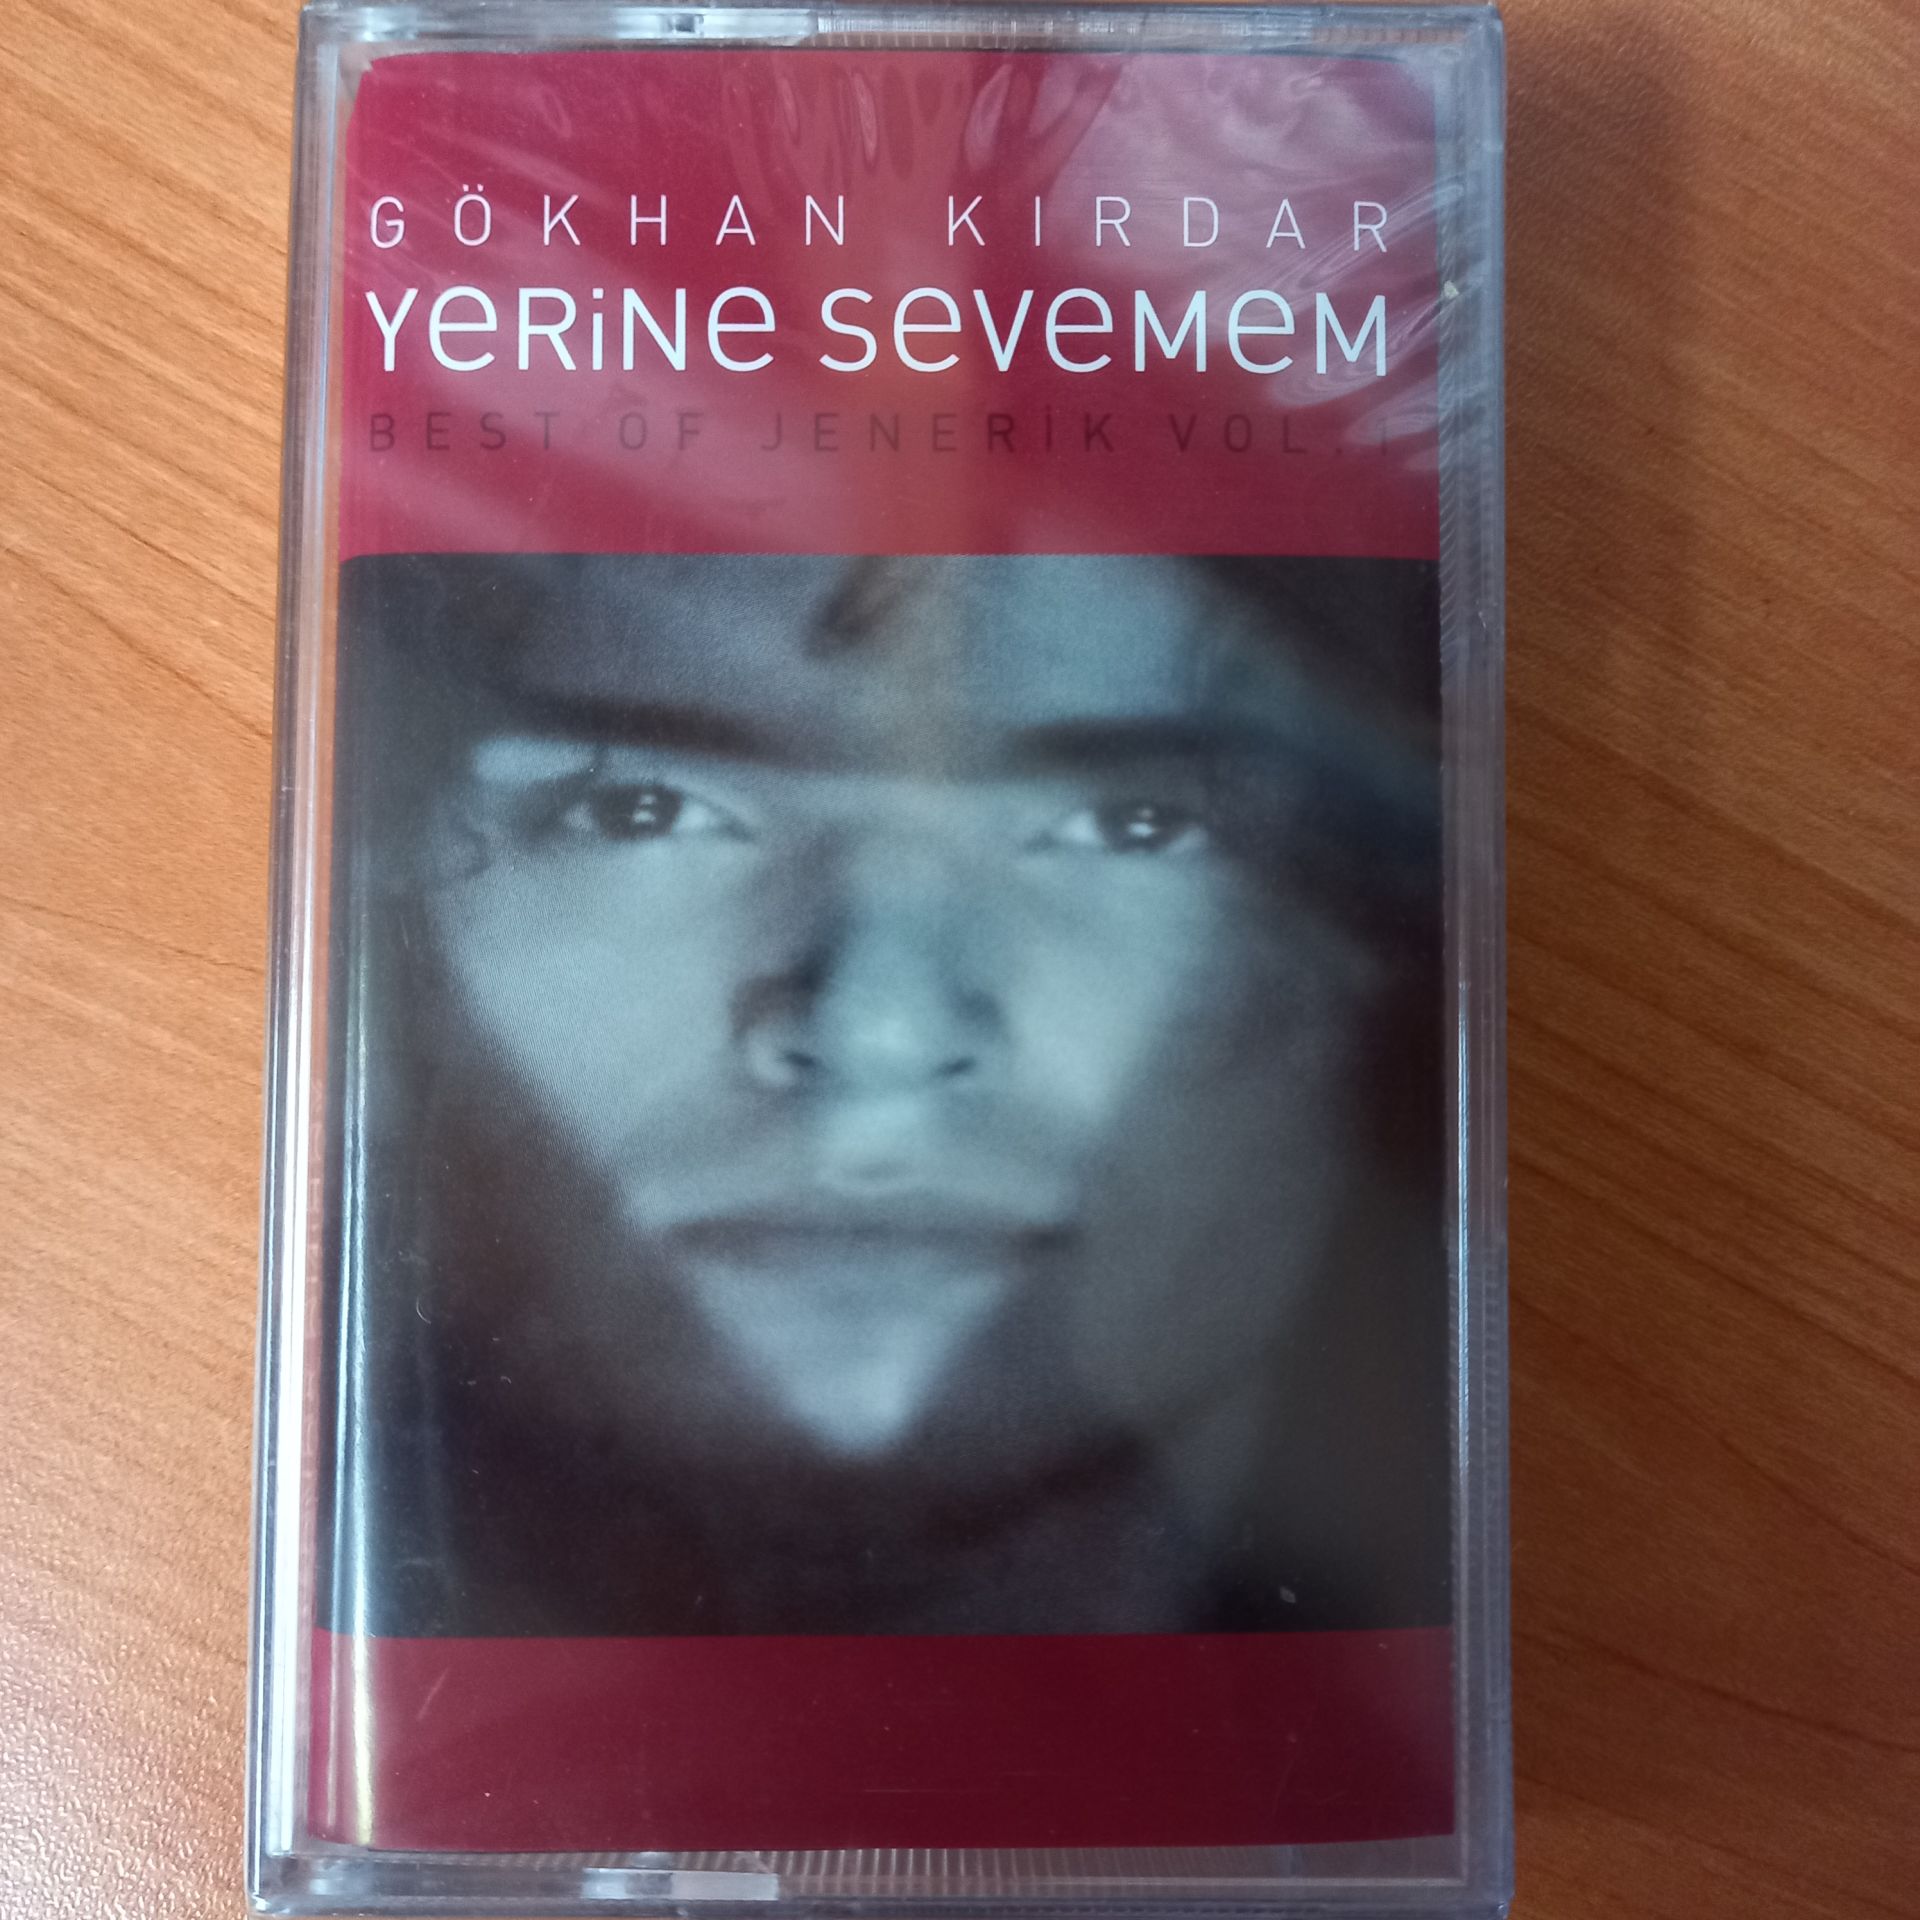 GÖKHAN KIRDAR
YERİNE SEVEMEM
BEST OF JENERİK VOL.1